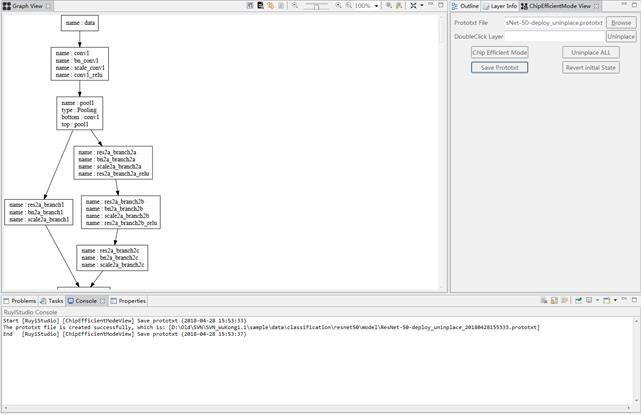 Graph View
100%
name : data
name : conv1
name : bn_conv1
name : scale_conv1
name : conv1_relu
name : pool1
type : Pooling
bottom : conv1
top : pool1
name : res2a_branch2a
name : bn2a_branch2a
name : scale2a_branch2a
name : res2a_branch2a_relu
name : res2a_branch1
name : bn2a_branch1
name : scale2a_branch1
name : res2a_branch2b
name : bn2a_branch2b
name : scale2a_branch2b
name : res2a_branch2b_relu
name : res2a_branch2c
name : bn2a_branch2c
name : scale2a_branch2c
Outline
Layer Info
ChipEfficientMode View
Prototxt File
sNet-50-deploy_uninplace.prototxt
Browse
DoubleClick Layer
Uninplace
Chip Efficient Mode
Uninplace ALL
Save Prototxt
Revert initial State
Problems
Tasks
Console
Properties
RuyiStudio Console
Start [RuyiStudio] [ChipEfficientModeView] Save prototxt (2018-04-28 15:53:33)
The prototxt file is created successfully, which is: [D:\Old\SVN\SVN_WuKong1.1\sample\data\classification\resnet50\model\ResNet-50-deploy_uninplace_20180428155333.prototxt]
End [RuyiStudio] [ChipEfficientModeView] Save prototxt (2018-04-28 15:53:37)